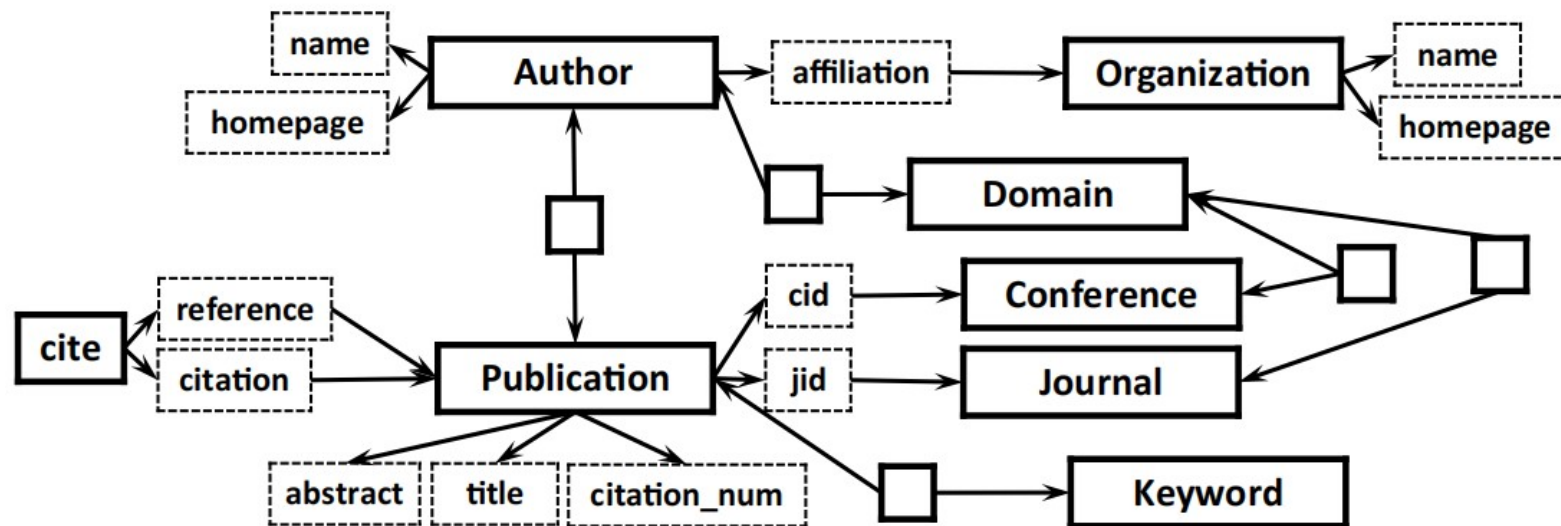 name
Author
affiliation
Organization
name
homepage
homepage
Domain
cid
Conference
reference
cite
citation
Publication
jid
Journal
abstract
title
citation_num
Keyword